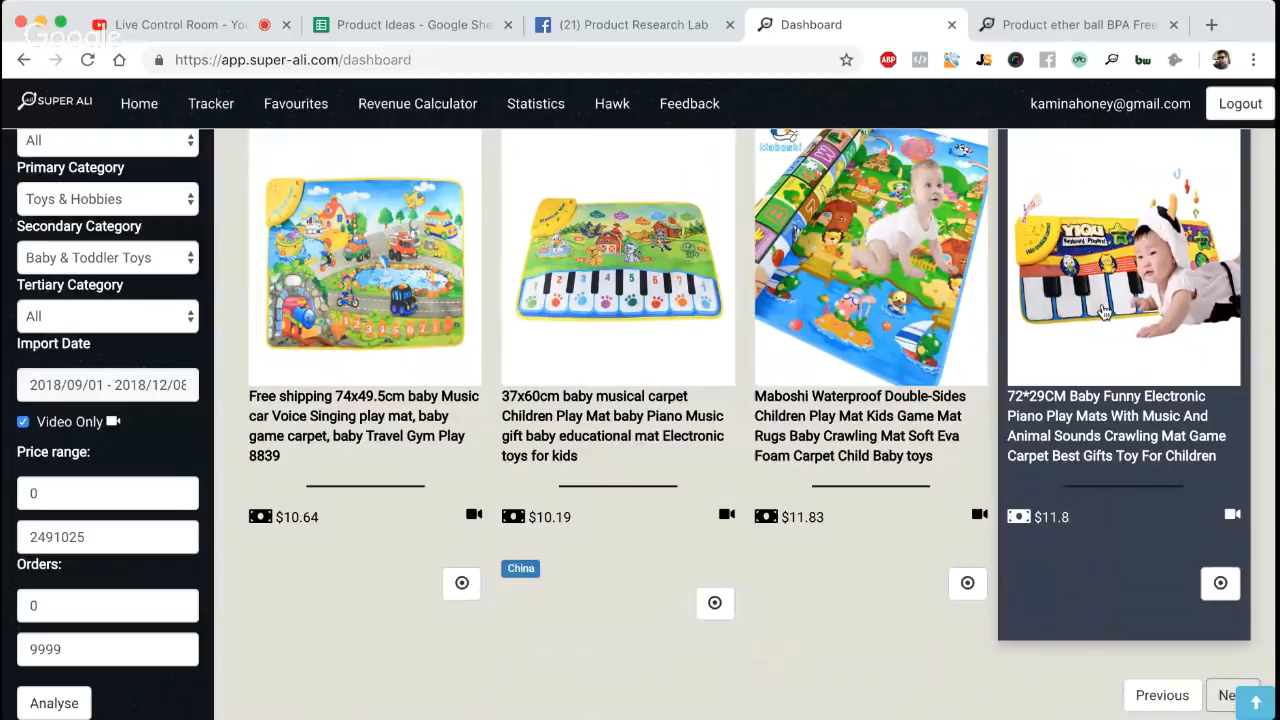 Live Control Room - You
Product Ideas - Google She
(21) Product Research Lab
Dashboard
Product ether ball BPA Free
Google
https://app.super-ali.com/dashboard
SUPER ALI
Home
Tracker
Favourites
Revenue Calculator
Statistics
Hawk
Feedback
kaminahoney@gmail.com
Logout
All
Primary Category
Toys & Hobbies
Secondary Category
Baby & Toddler Toys
Tertiary Category
All
Import Date
2018/09/01 - 2018/12/08
Video Only
Price range:
0
2491025
Orders:
0
9999
Analyse
Free shipping 74x49.5cm baby Music
car Voice Singing play mat, baby
game carpet, baby Travel Gym Play
8839
$10.64
37x60cm baby musical carpet
Children Play Mat baby Piano Music
gift baby educational mat Electronic
toys for kids
$10.19
China
Maboshi
Maboshi Waterproof Double-Sides
Children Play Mat Kids Game Mat
Rugs Baby Crawling Mat Soft Eva
Foam Carpet Child Baby toys
$11.83
YIQU
72*29CM Baby Funny Electronic
Piano Play Mats With Music And
Animal Sounds Crawling Mat Game
Carpet Best Gifts Toy For Children
$11.8
Previous
Ne